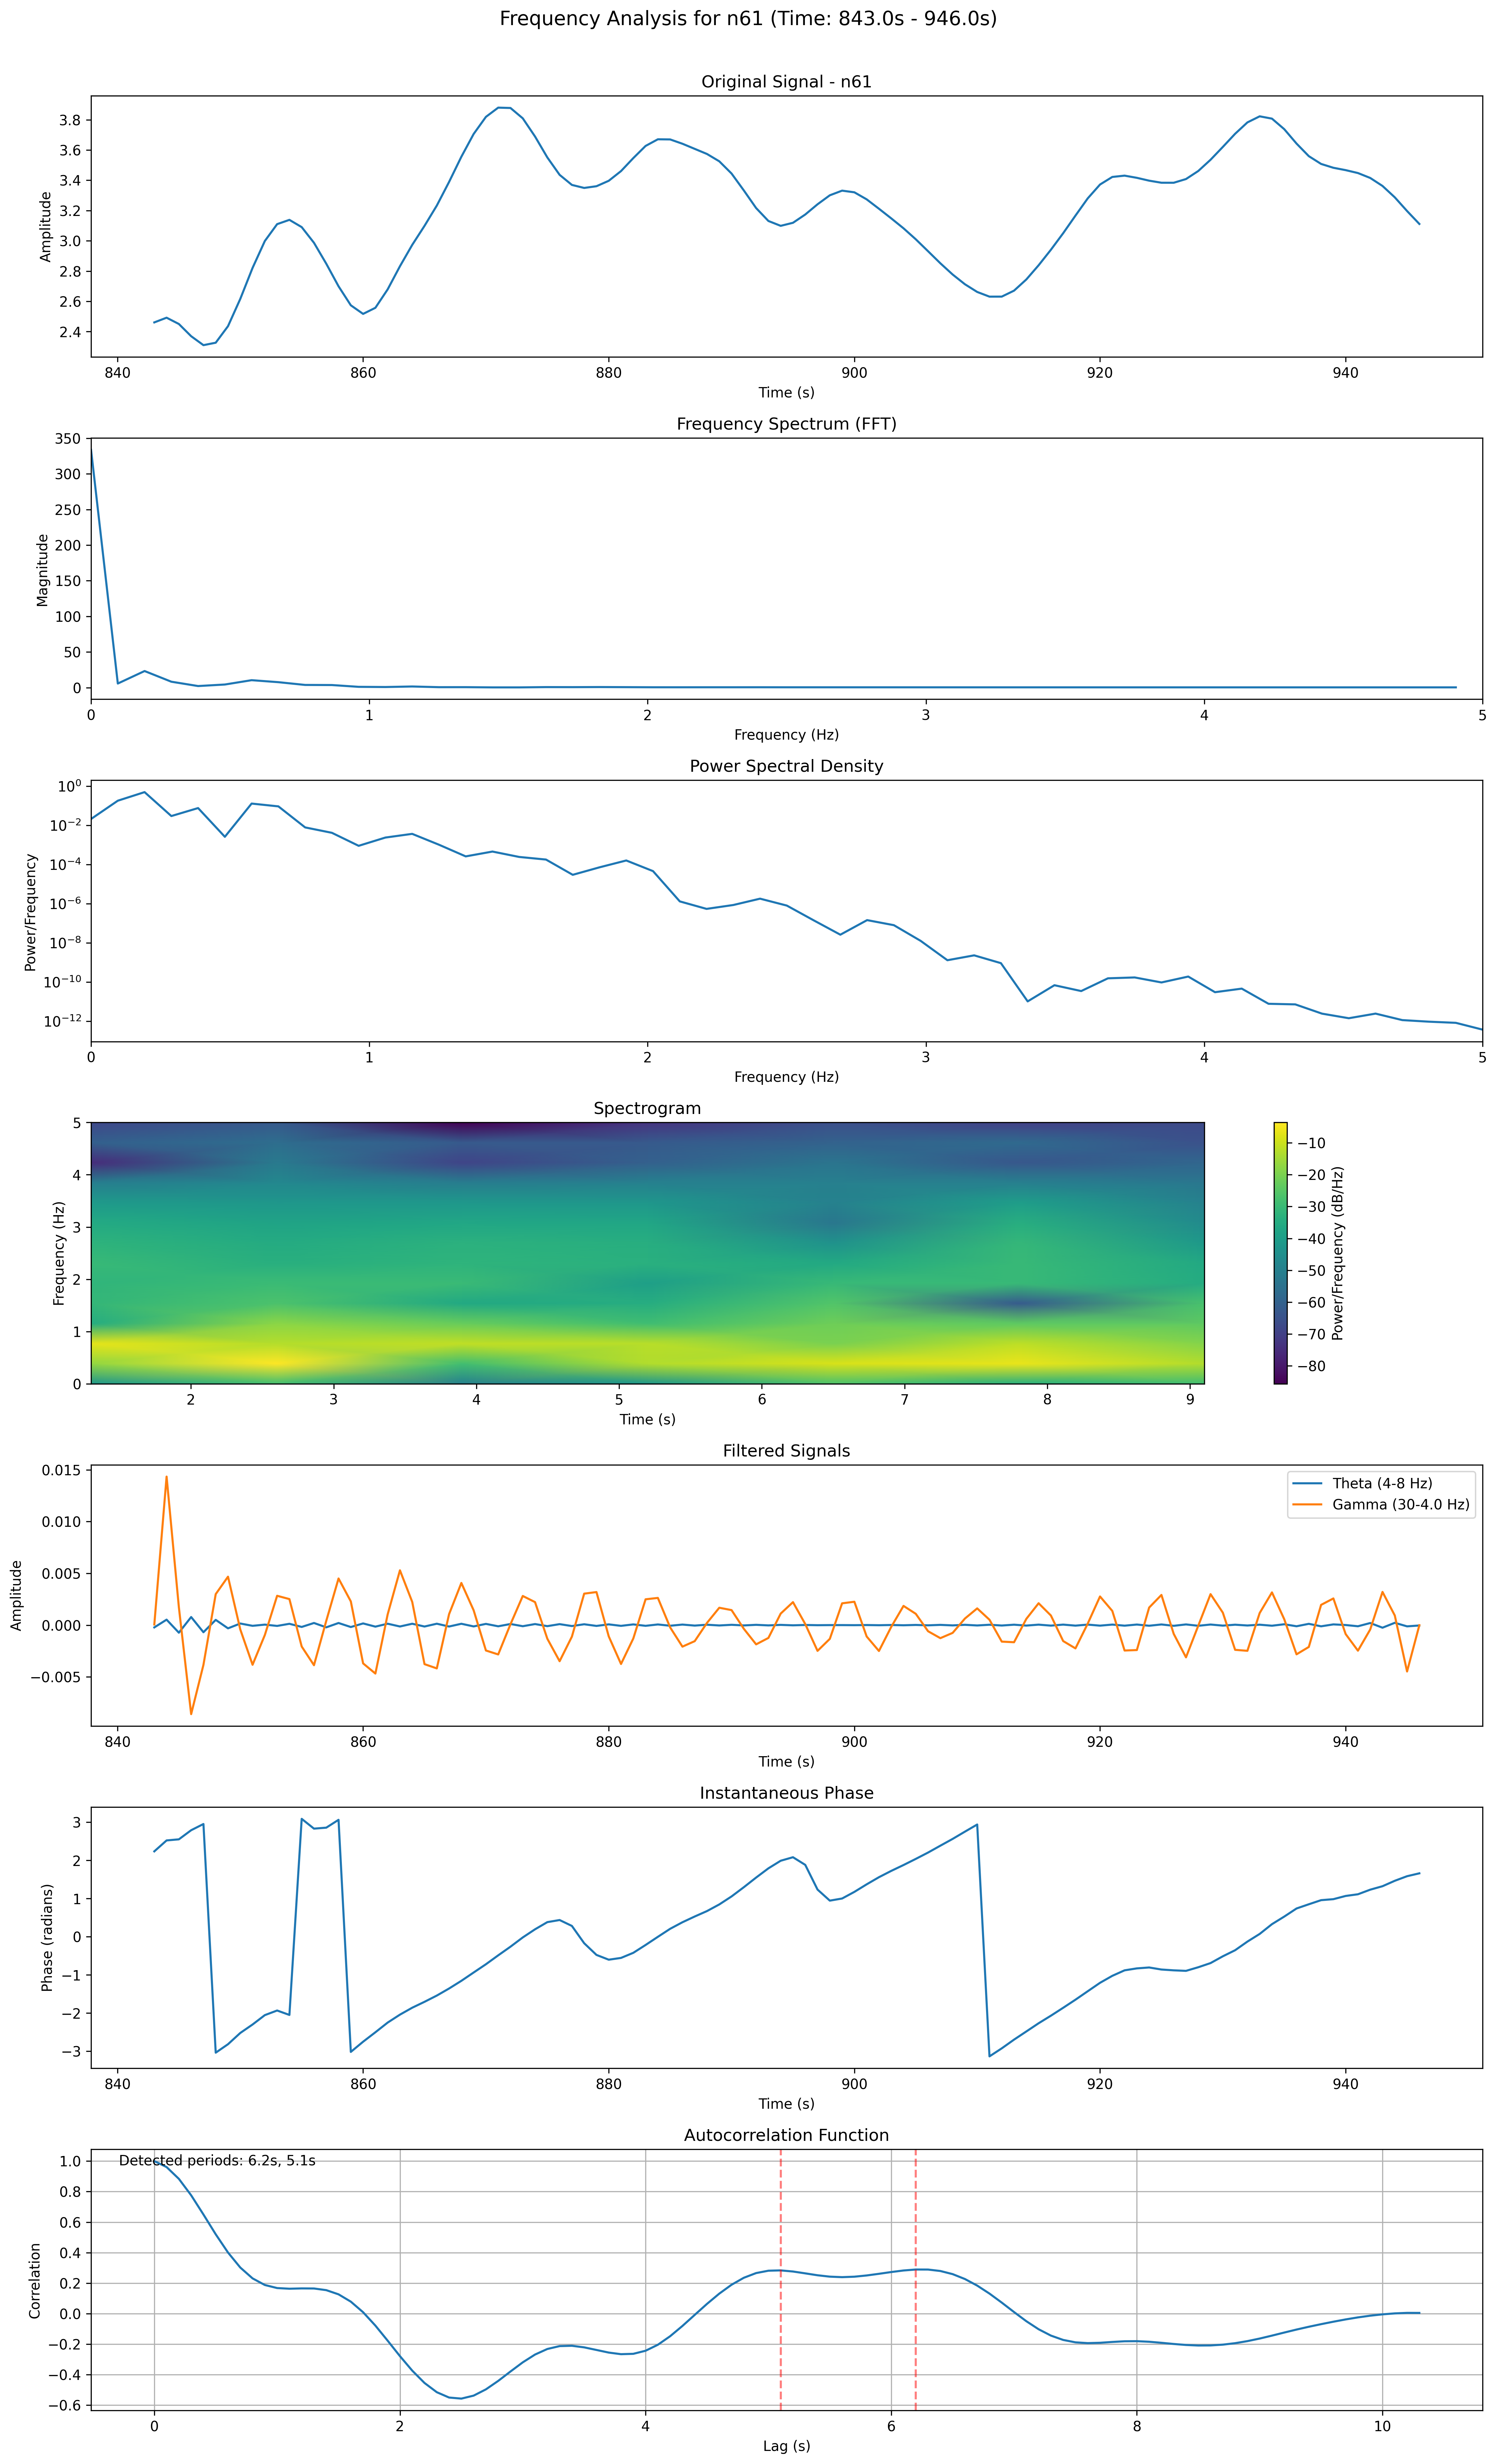 Frequency Analysis for n61 (Time: 843.0s - 946.0s)
Original Signal - n61
Amplitude
3.8
3.6
3.4
3.2
3.0
2.8
2.6
2.4
840 860 880 900 920 940
Time (s)
Frequency Spectrum (FFT)
Magnitude
350
300
250
200
150
100
50
0
0 1 2 3 4 5
Frequency (Hz)
Power Spectral Density
Power/Frequency
10⁰
10⁻²
10⁻⁴
10⁻⁶
10⁻⁸
10⁻¹⁰
10⁻¹²
0 1 2 3 4 5
Frequency (Hz)
Spectrogram
Frequency (Hz)
5
4
3
2
1
0
2 3 4 5 6 7 8 9
Time (s)
−10
−20
−30
−40
−50
−60
−70
−80
Power/Frequency (dB/Hz)
Filtered Signals
Amplitude
0.015
0.010
0.005
0.000
−0.005
Theta (4-8 Hz)
Gamma (30-4.0 Hz)
840 860 880 900 920 940
Time (s)
Instantaneous Phase
Phase (radians)
3
2
1
0
−1
−2
−3
840 860 880 900 920 940
Time (s)
Autocorrelation Function
Detected periods: 6.2s, 5.1s
Correlation
1.0
0.8
0.6
0.4
0.2
0.0
−0.2
−0.4
−0.6
0 2 4 6 8 10
Lag (s)